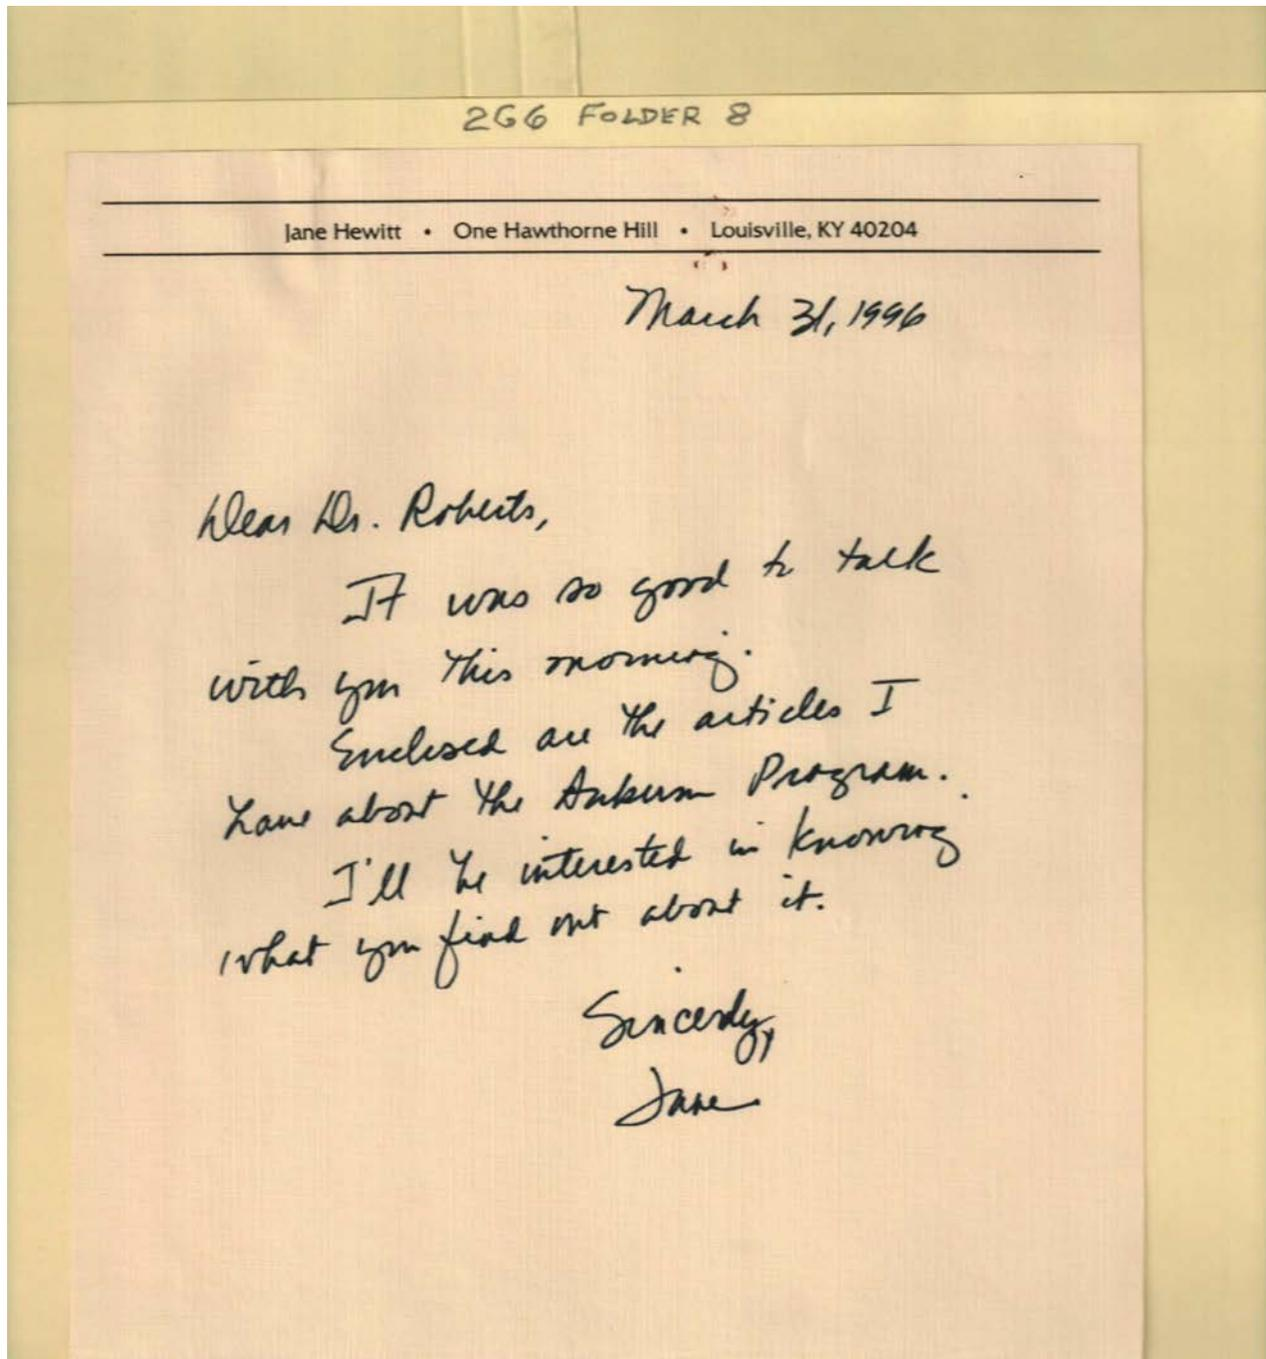 2G6 FOLDER 8
Jane Hewitt • One Hawthorne Hill • Louisville, KY 40204
March 31, 1996
Dear Dr. Roberts,
It was so good to talk
with you this morning.
Enclosed are the articles I
have about the Auburn Program.
I'll be interested in knowing
what you find out about it.
Sincerely,
Jane